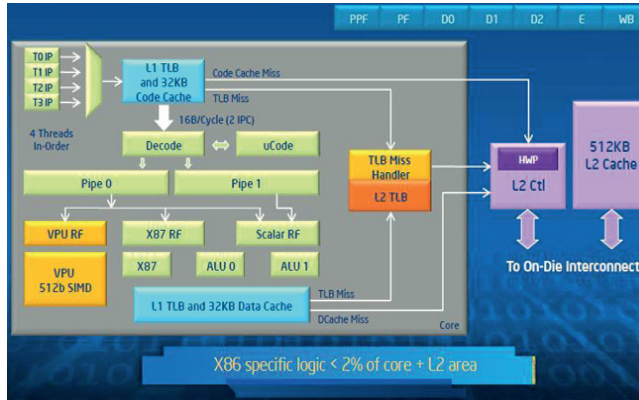 PPF PF D0 D1 D2 E WB
T0 IP
T1 IP
T2 IP
T3 IP
4 Threads
In-Order
L1 TLB
and 32KB
Code Cache
Code Cache Miss
TLB Miss
16B/Cycle (2 IPC)
Decode
uCode
Pipe 0
Pipe 1
VPU RF
X87 RF
Scalar RF
VPU
512b SIMD
X87
ALU 0
ALU 1
L1 TLB and 32KB Data Cache
TLB Miss
DCache Miss
Core
TLB Miss
Handler
L2 TLB
HWP
L2 Ctl
512KB
L2 Cache
To On-Die Interconnect
X86 specific logic < 2% of core + L2 area